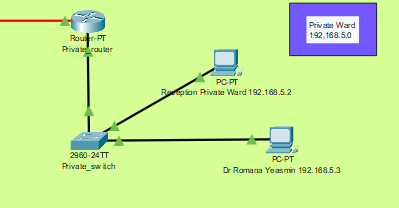 Router-PT
Private_router
Private Ward
192.168.5.0
PC-PT
Reception Private Ward 192.168.5.2
2960-24TT
Private_switch
PC-PT
Dr Romana Yeasmin 192.168.5.3